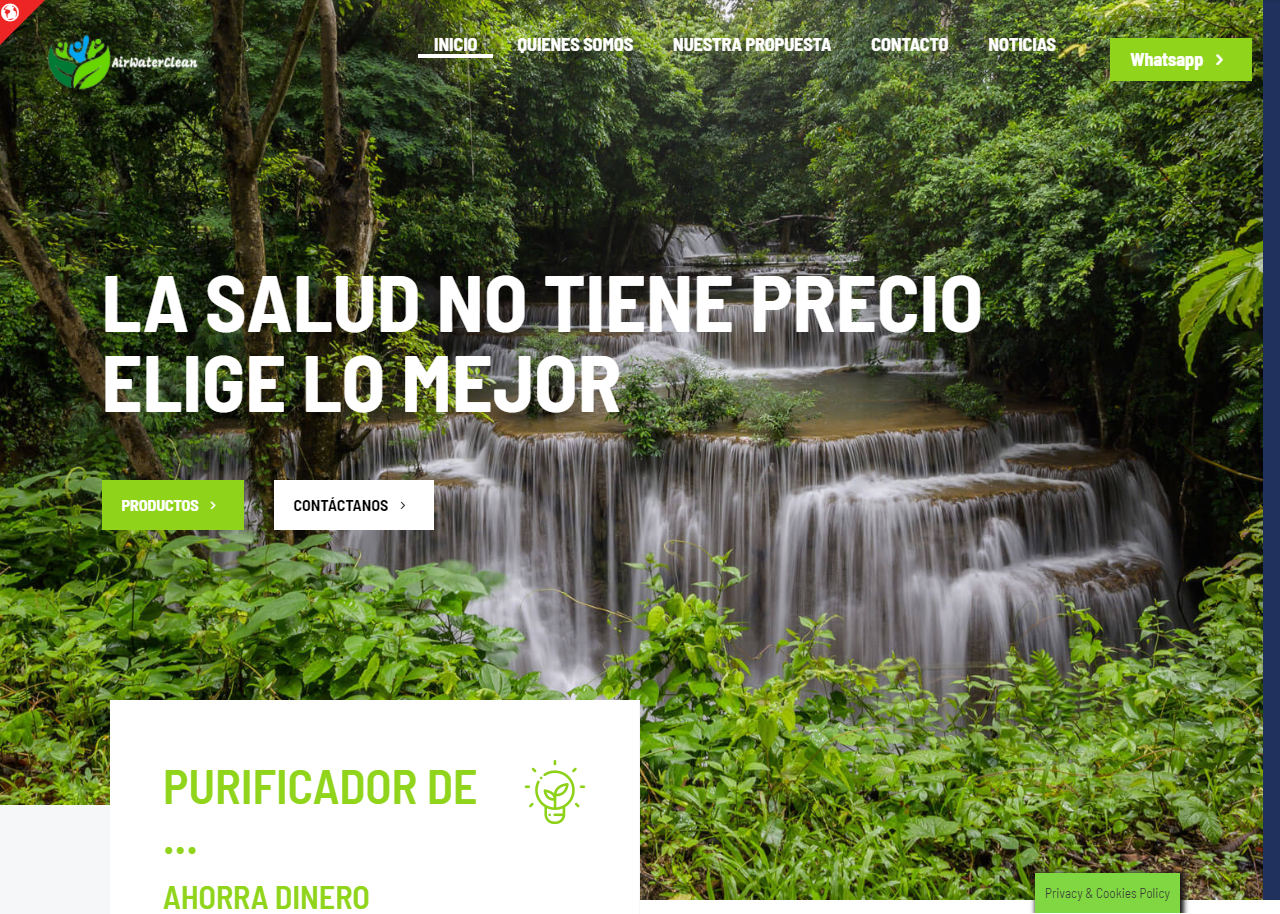 AirWaterClean
INICIO
QUIENES SOMOS
NUESTRA PROPUESTA
CONTACTO
NOTICIAS
Whatsapp
LA SALUD NO TIENE PRECIO
ELIGE LO MEJOR
PRODUCTOS
CONTÁCTANOS
PURIFICADOR DE
...
AHORRA DINERO
Privacy & Cookies Policy